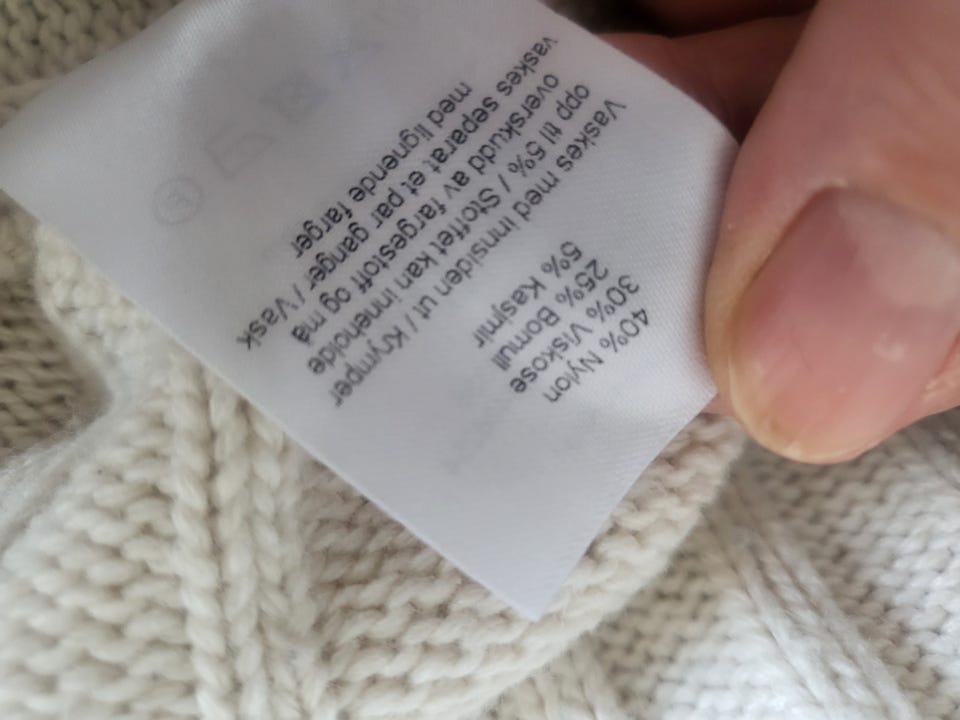 40% Nylon
30% Viskose
25% Bomull
5% Kasjmir
Vaskes med innsiden ut / Krymper
opp til 5% / Stoffet kan inneholde
overskudd av fargestoff og må
vaskes separat et par ganger / Vask
med lignende farger